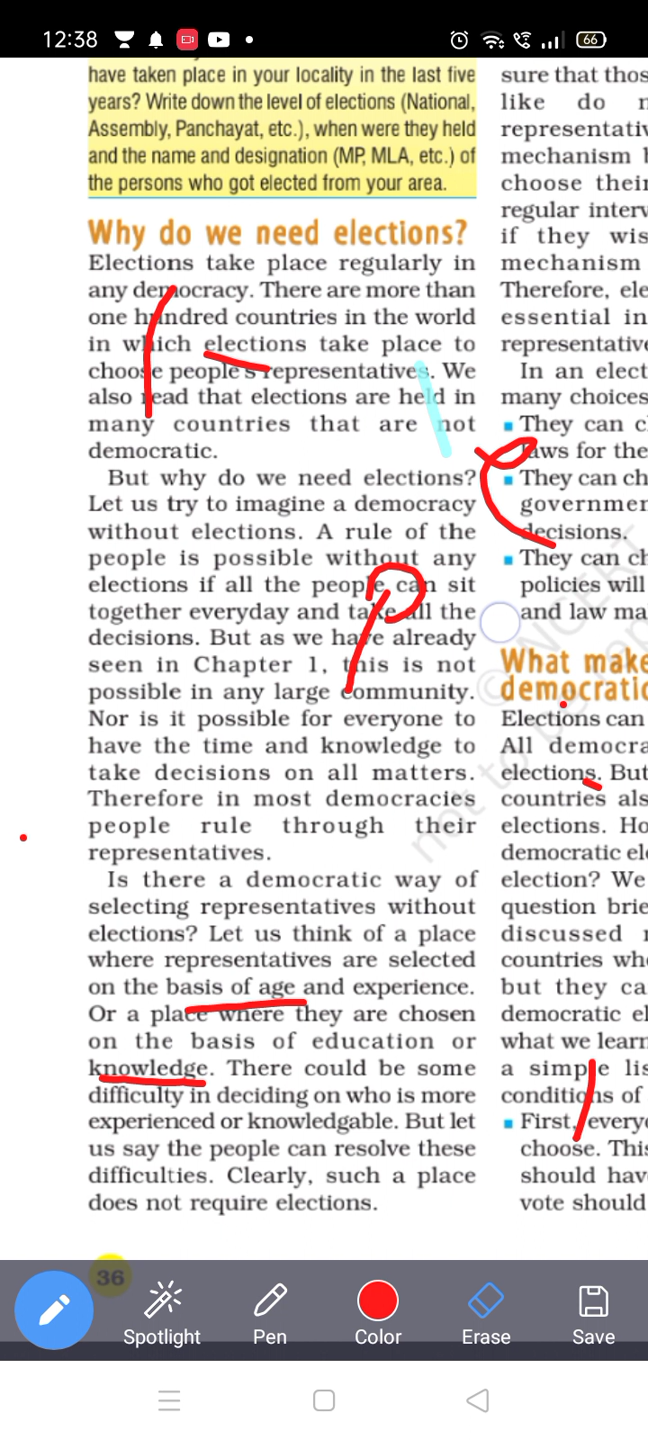 12:38
66
have taken place in your locality in the last five
years? Write down the level of elections (National,
Assembly, Panchayat, etc.), when were they held
and the name and designation (MP, MLA, etc.) of
the persons who got elected from your area.
Why do we need elections?
Elections take place regularly in
any democracy. There are more than
one hundred countries in the world
in which elections take place to
choose people's representatives. We
also read that elections are held in
many countries that are not
democratic.
But why do we need elections?
Let us try to imagine a democracy
without elections. A rule of the
people is possible without any
elections if all the people can sit
together everyday and take all the
decisions. But as we have already
seen in Chapter 1, this is not
possible in any large community.
Nor is it possible for everyone to
have the time and knowledge to
take decisions on all matters.
Therefore in most democracies
people rule through their
representatives.
Is there a democratic way of
selecting representatives without
elections? Let us think of a place
where representatives are selected
on the basis of age and experience.
Or a place where they are chosen
on the basis of education or
knowledge. There could be some
difficulty in deciding on who is more
experienced or knowledgable. But let
us say the people can resolve these
difficulties. Clearly, such a place
does not require elections.
36
sure that thos
like do n
representativ
mechanism b
choose their
regular interv
if they wis
mechanism
Therefore, ele
essential in
representative
In an elect
many choices
They can c
laws for the
They can ch
governmen
decisions.
They can ch
policies will
and law ma
What make
democratic
Elections can
All democra
elections. But
countries als
elections. Ho
democratic ele
election? We
question brie
discussed
countries whe
but they ca
democratic el
what we learn
a simple lis
conditions of
First, everyo
choose. This
should hav
vote should
© NCERT
not to be rep
Spotlight
Pen
Color
Erase
Save